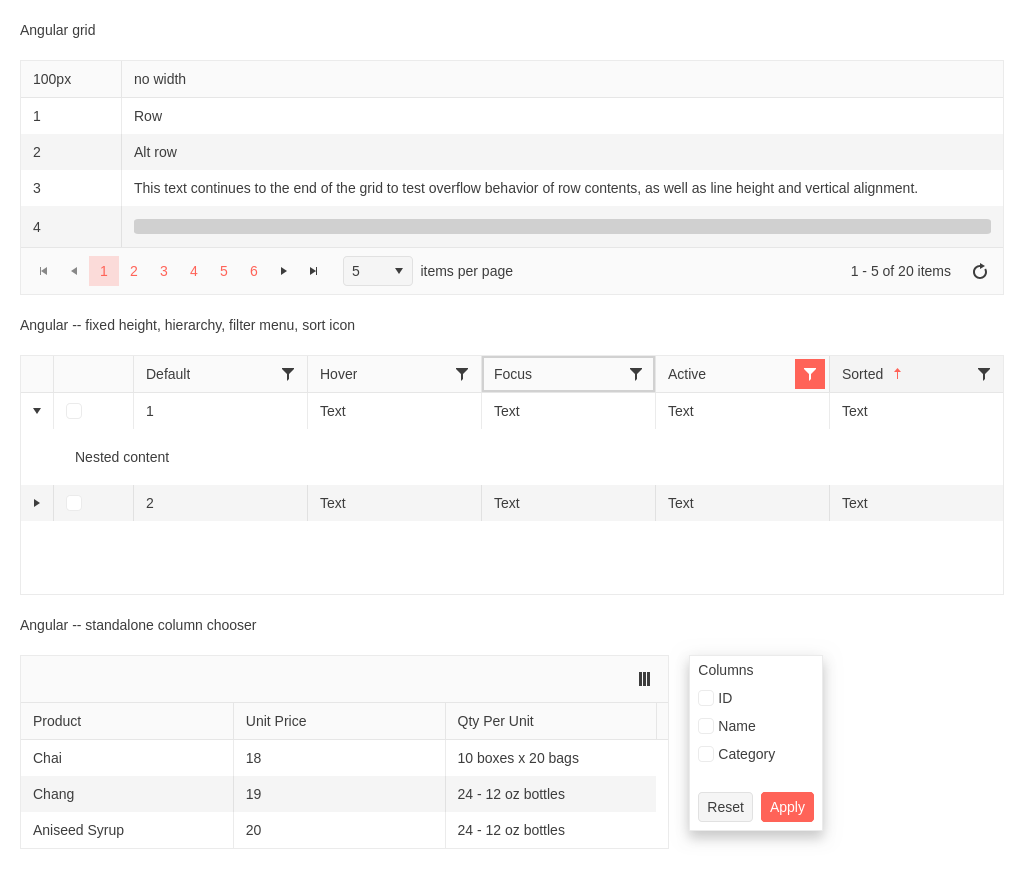 Angular grid
100px no width
1 Row
2 Alt row
3 This text continues to the end of the grid to test overflow behavior of row contents, as well as line height and vertical alignment.
4
1 2 3 4 5 6 5 items per page 1 - 5 of 20 items
Angular -- fixed height, hierarchy, filter menu, sort icon
Default Hover Focus Active Sorted
1 Text Text Text Text
Nested content
2 Text Text Text Text
Angular -- standalone column chooser
Product Unit Price Qty Per Unit
Chai 18 10 boxes x 20 bags
Chang 19 24 - 12 oz bottles
Aniseed Syrup 20 24 - 12 oz bottles
Columns
ID
Name
Category
Reset Apply